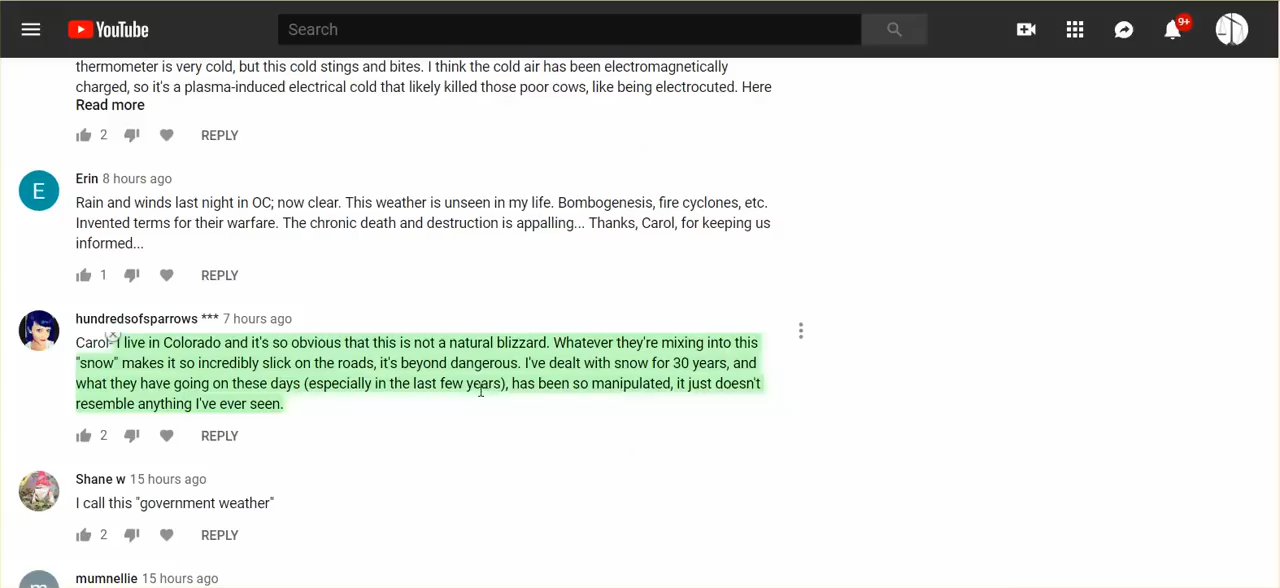 YouTube
Search
9+
thermometer is very cold, but this cold stings and bites. I think the cold air has been electromagnetically
charged, so it's a plasma-induced electrical cold that likely killed those poor cows, like being electrocuted. Here
Read more
2
REPLY
E
Erin 8 hours ago
Rain and winds last night in OC; now clear. This weather is unseen in my life. Bombogenesis, fire cyclones, etc.
Invented terms for their warfare. The chronic death and destruction is appalling... Thanks, Carol, for keeping us
informed...
1
REPLY
hundredsofsparrows *** 7 hours ago
Carol- I live in Colorado and it's so obvious that this is not a natural blizzard. Whatever they're mixing into this
"snow" makes it so incredibly slick on the roads, it's beyond dangerous. I've dealt with snow for 30 years, and
what they have going on these days (especially in the last few years), has been so manipulated, it just doesn't
resemble anything I've ever seen.
2
REPLY
Shane w 15 hours ago
I call this "government weather"
2
REPLY
mumnellie 15 hours ago
m